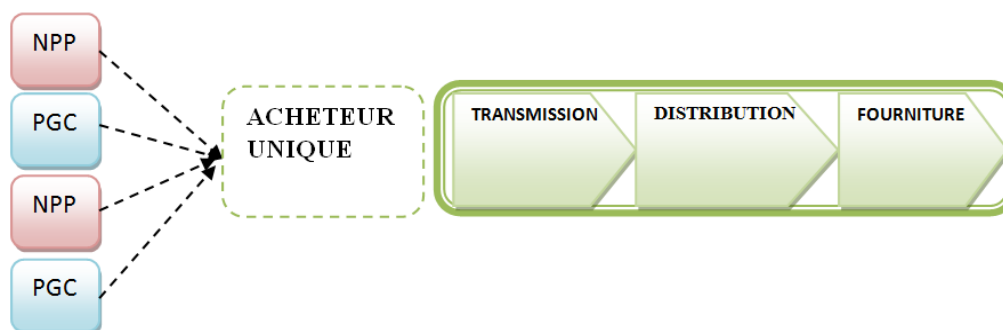 NPP
PGC
NPP
PGC
ACHETEUR
UNIQUE
TRANSMISSION
DISTRIBUTION
FOURNITURE